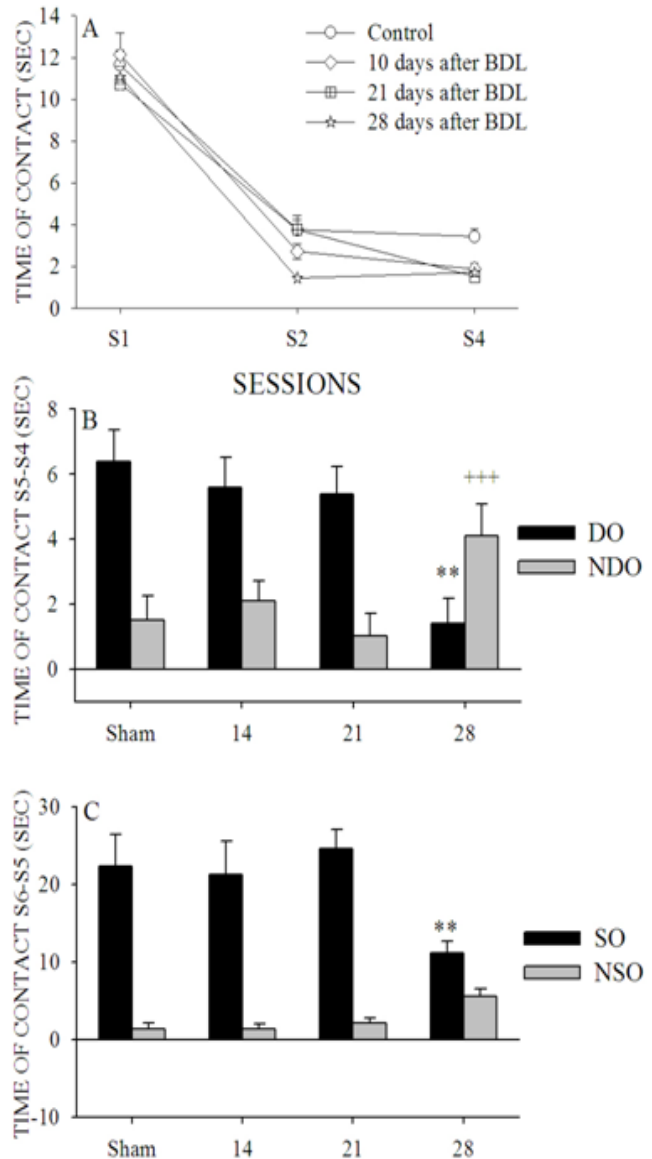 A
TIME OF CONTACT (SEC)
14
12
10
8
6
4
2
0
Control
10 days after BDL
21 days after BDL
28 days after BDL
S1 S2 S4
SESSIONS
B
TIME OF CONTACT S5-S4 (SEC)
8
6
4
2
0
**
+++
DO
NDO
Sham 14 21 28
C
TIME OF CONTACT S6-S5 (SEC)
30
20
10
0
-10
**
SO
NSO
Sham 14 21 28